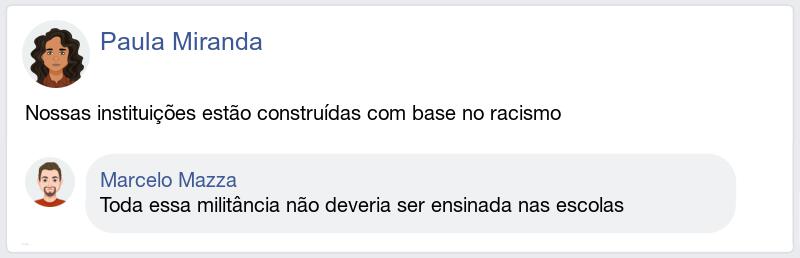 Paula Miranda
Nossas instituições estão construídas com base no racismo
Marcelo Mazza
Toda essa militância não deveria ser ensinada nas escolas